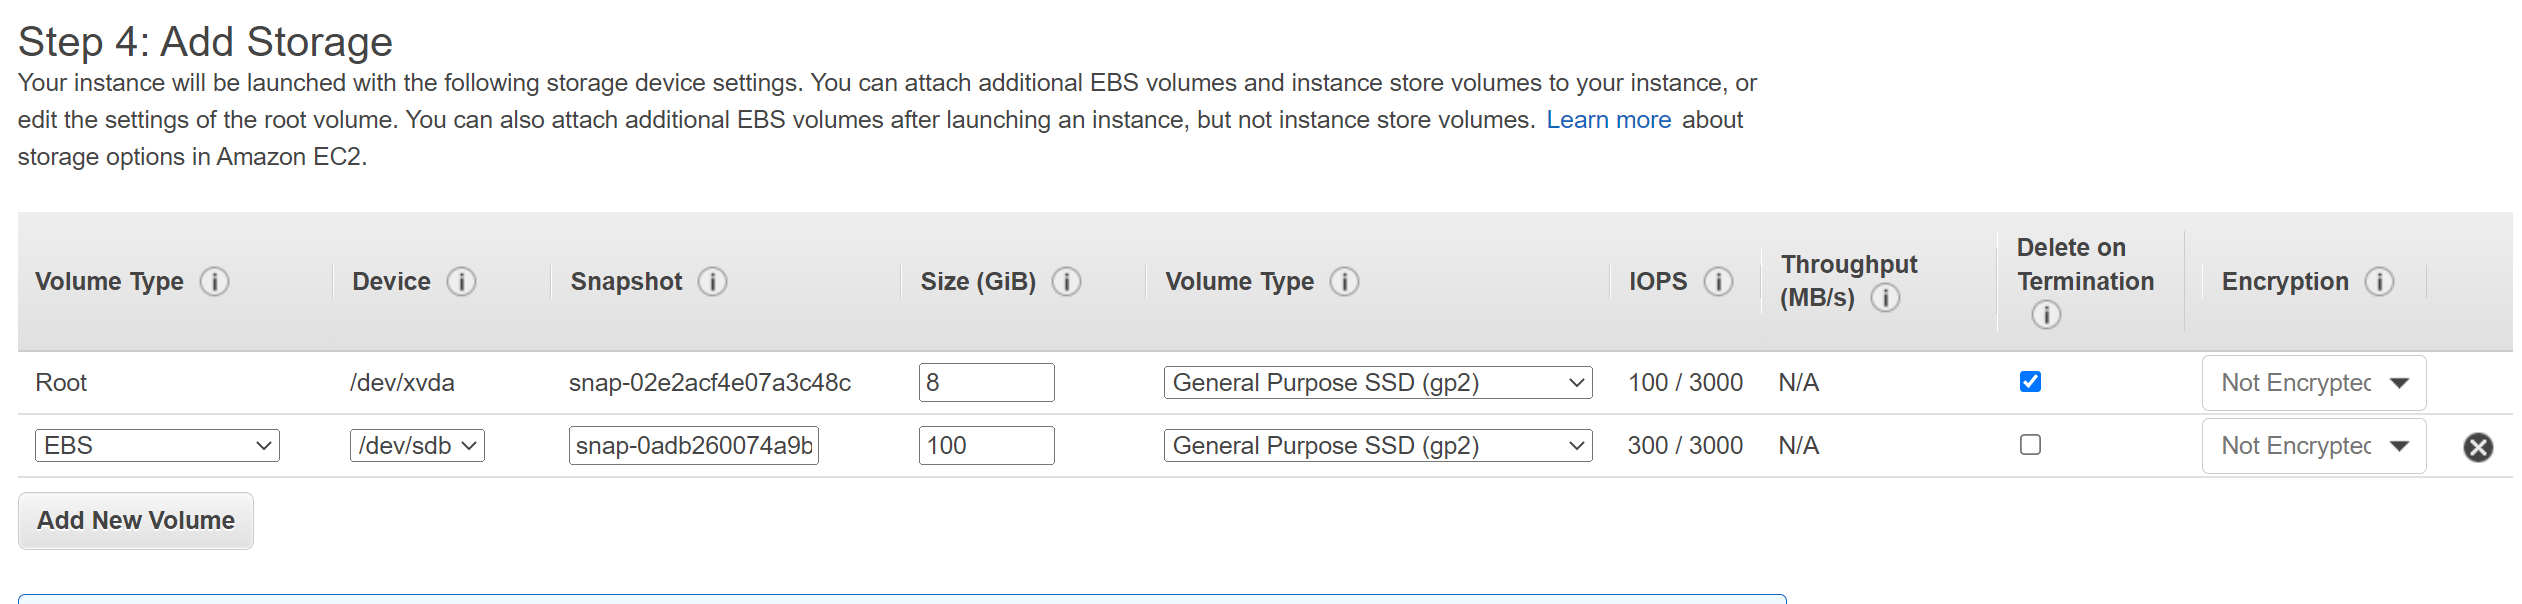 Step 4: Add Storage
Your instance will be launched with the following storage device settings. You can attach additional EBS volumes and instance store volumes to your instance, or
edit the settings of the root volume. You can also attach additional EBS volumes after launching an instance, but not instance store volumes. Learn more about
storage options in Amazon EC2.
Volume Type Device Snapshot Size (GiB) Volume Type IOPS Throughput (MB/s) Delete on Termination Encryption
Root /dev/xvda snap-02e2acf4e07a3c48c 8 General Purpose SSD (gp2) 100 / 3000 N/A Not Encrypted
EBS /dev/sdb snap-0adb260074a9b 100 General Purpose SSD (gp2) 300 / 3000 N/A Not Encrypted
Add New Volume